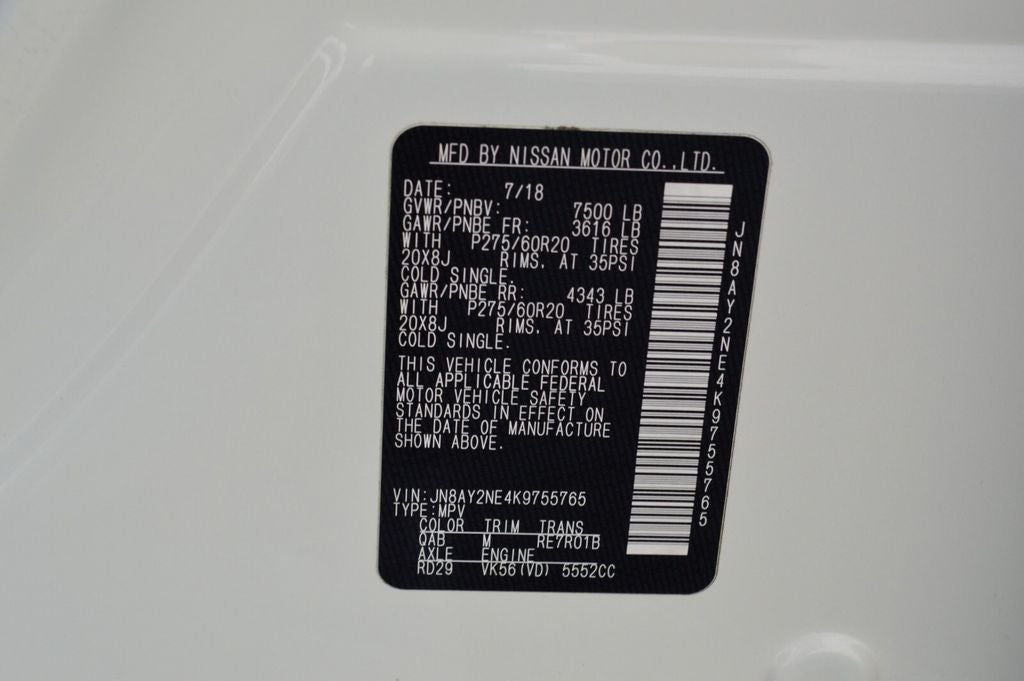 MFD BY NISSAN MOTOR CO.,LTD.
DATE: 7/18
GVWR/PNBV: 7500 LB
GAWR/PNBE FR: 3616 LB
WITH P275/60R20 TIRES
20X8J RIMS. AT 35PSI
COLD SINGLE.
GAWR/PNBE RR: 4343 LB
WITH P275/60R20 TIRES
20X8J RIMS. AT 35PSI
COLD SINGLE.
THIS VEHICLE CONFORMS TO
ALL APPLICABLE FEDERAL
MOTOR VEHICLE SAFETY
STANDARDS IN EFFECT ON
THE DATE OF MANUFACTURE
SHOWN ABOVE.
VIN:JN8AY2NE4K9755765
TYPE:MPV
COLOR TRIM TRANS
QAB M RE7R01B
AXLE ENGINE
RD29 VK56(VD) 5552CC
JN8AY2NE4K9755765